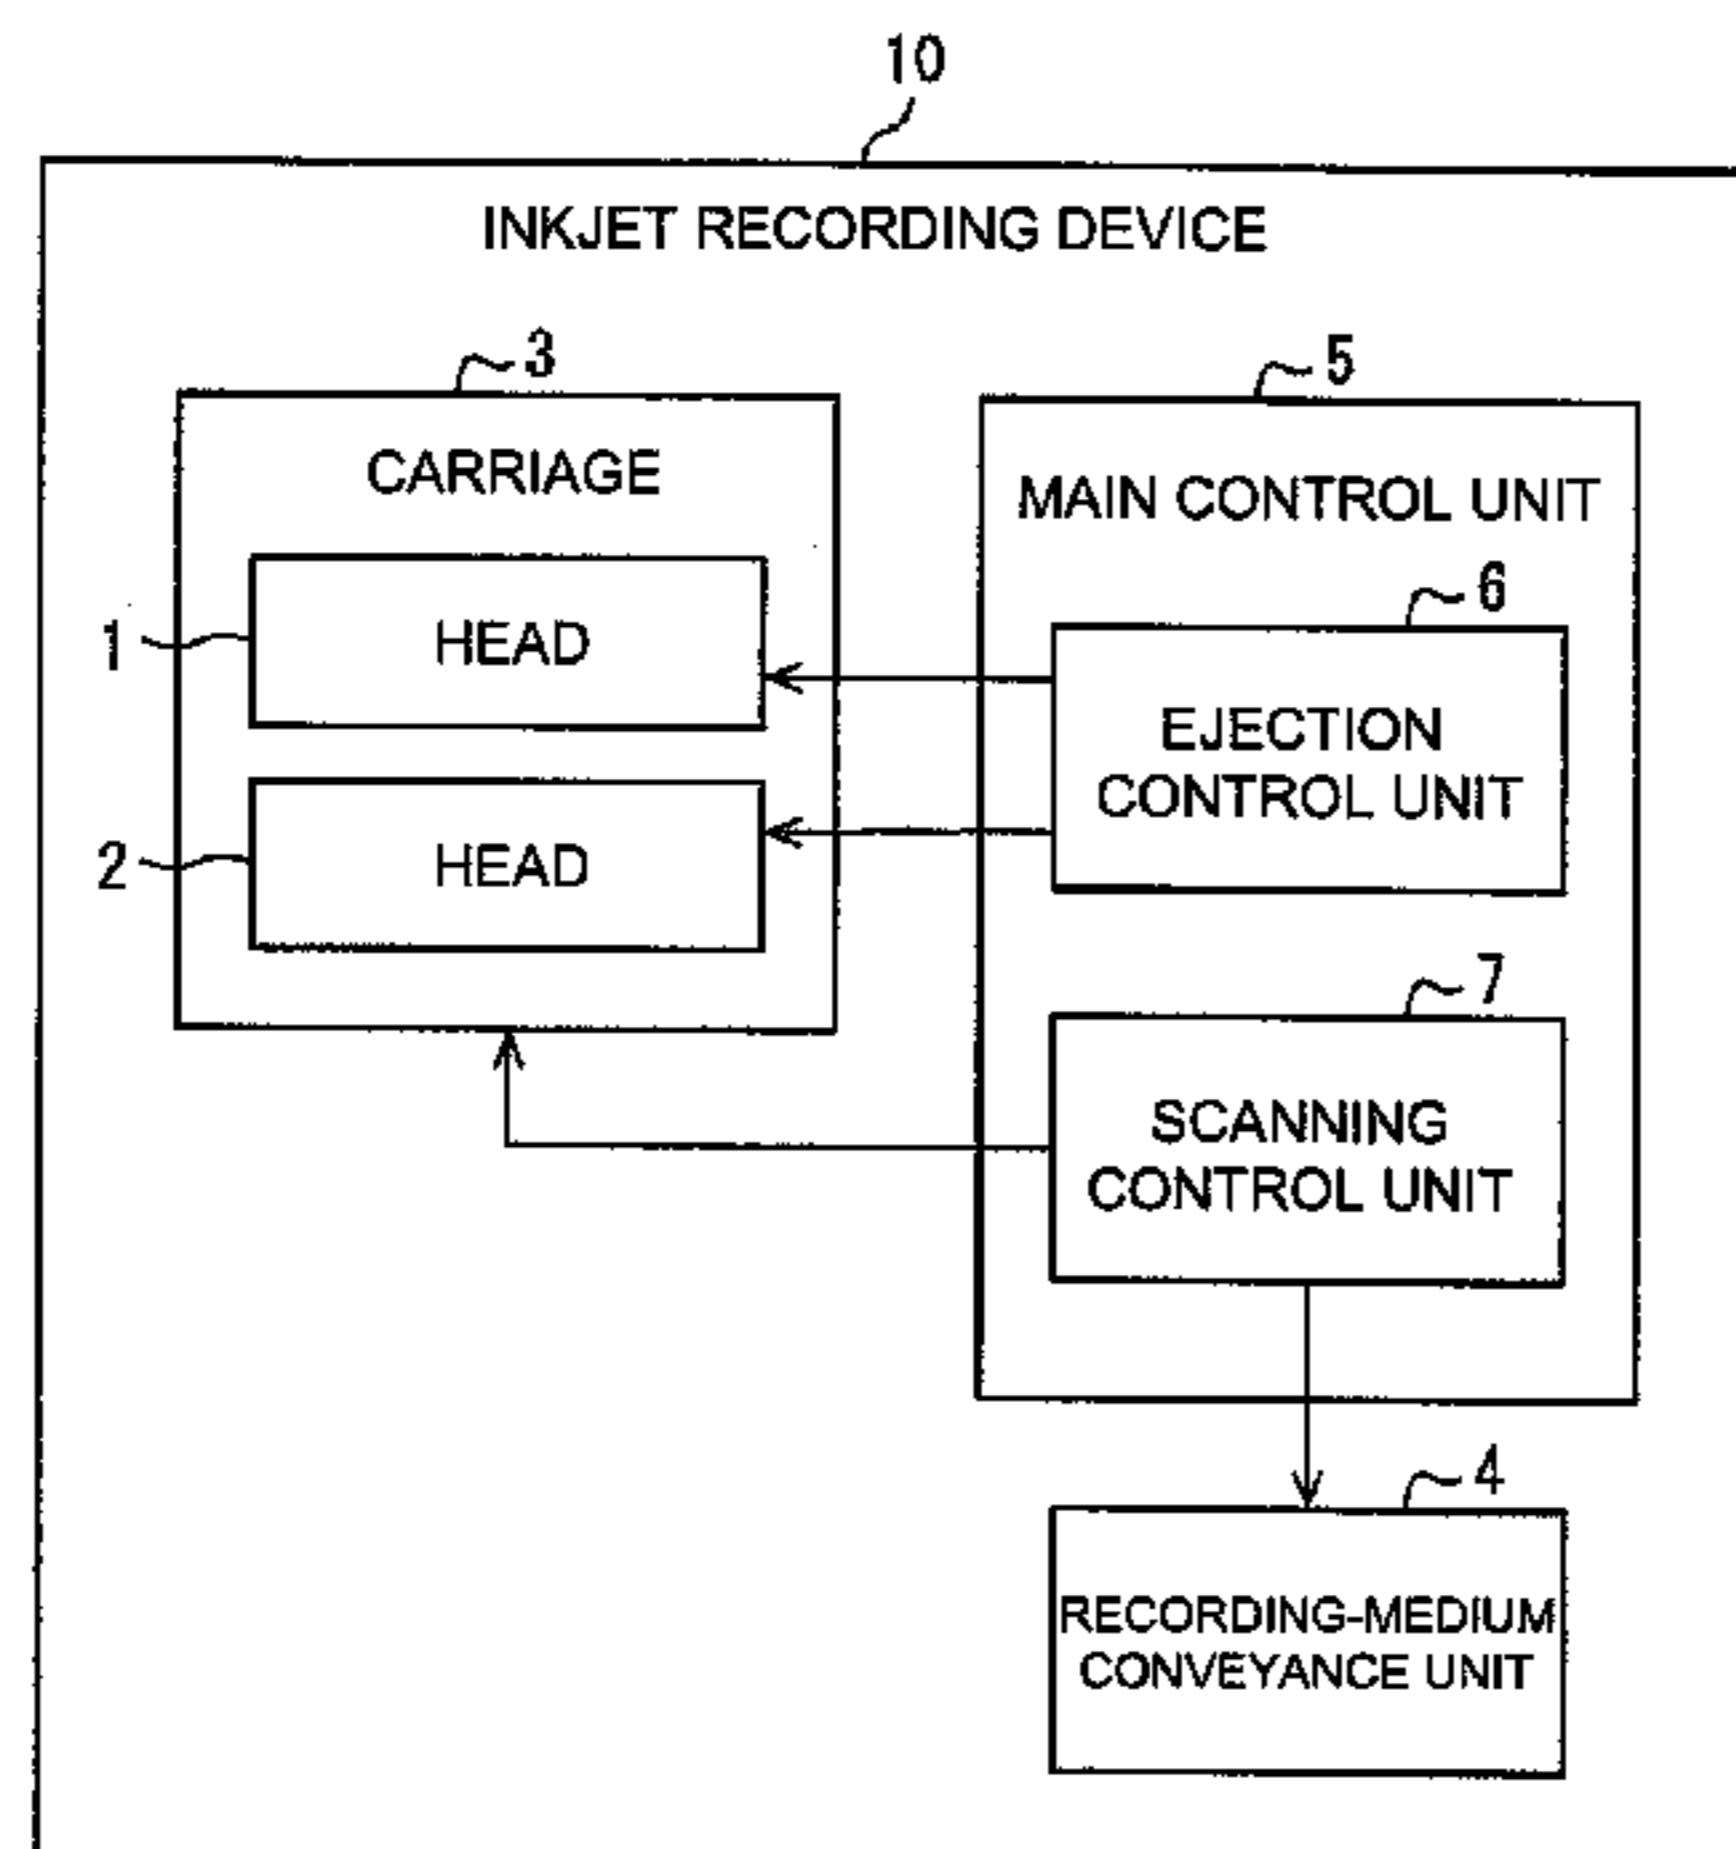 10
INKJET RECORDING DEVICE
3
5
CARRIAGE
MAIN CONTROL UNIT
6
1
HEAD
EJECTION
CONTROL UNIT
2
HEAD
7
SCANNING
CONTROL UNIT
4
RECORDING-MEDIUM
CONVEYANCE UNIT